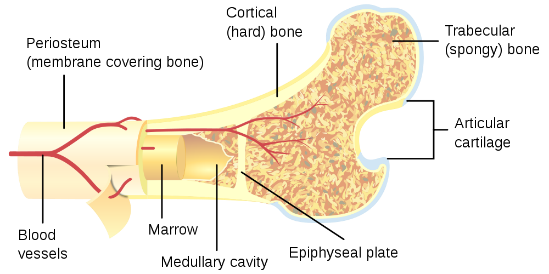 Cortical
(hard) bone
Trabecular
(spongy) bone
Periosteum
(membrane covering bone)
Articular
cartilage
Blood
vessels
Marrow
Medullary cavity
Epiphyseal plate